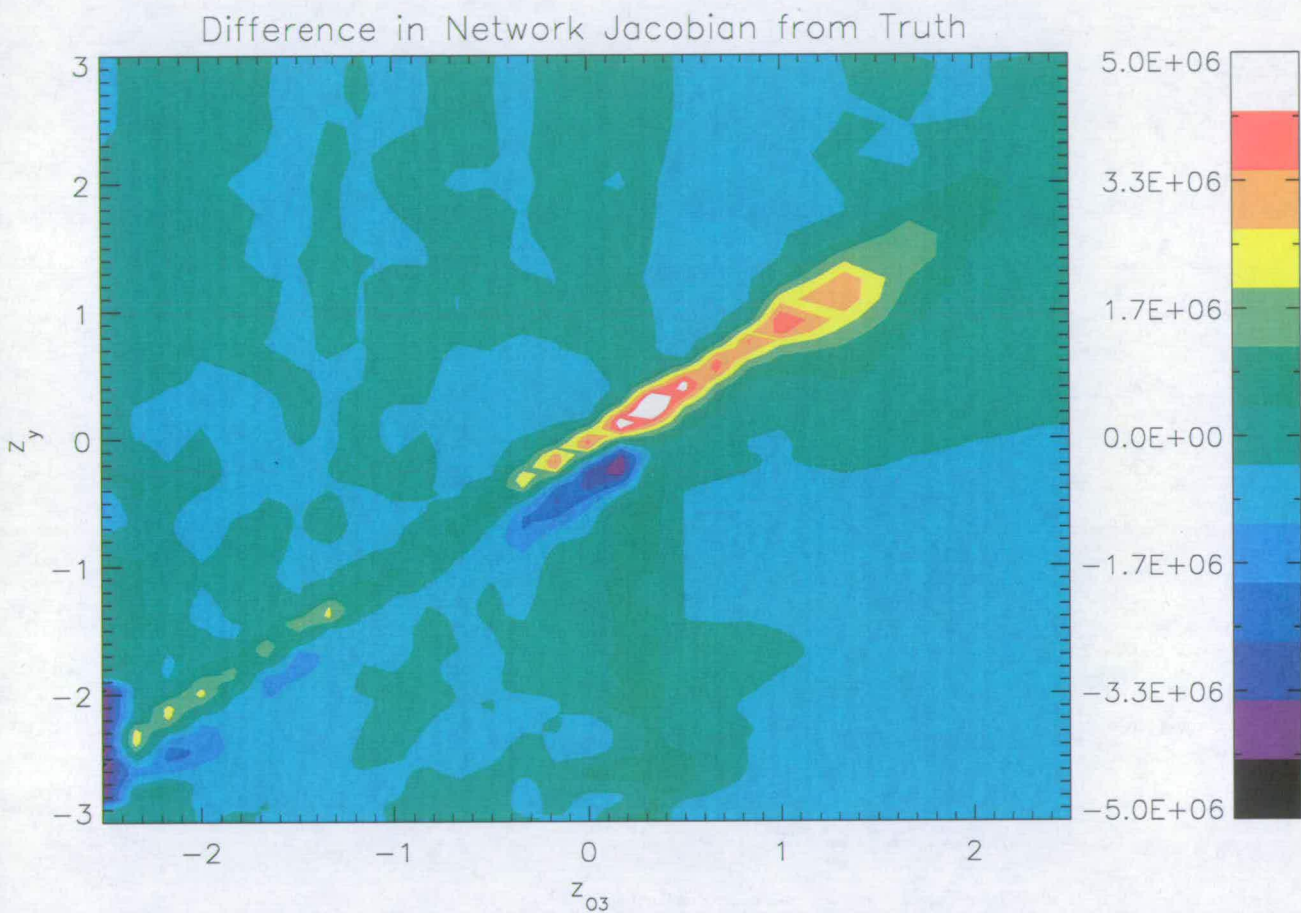 Difference in Network Jacobian from Truth
3
2
1
0
−1
−2
−3
z_y
−2
−1
0
1
2
z_O3
5.0E+06
3.3E+06
1.7E+06
0.0E+00
−1.7E+06
−3.3E+06
−5.0E+06